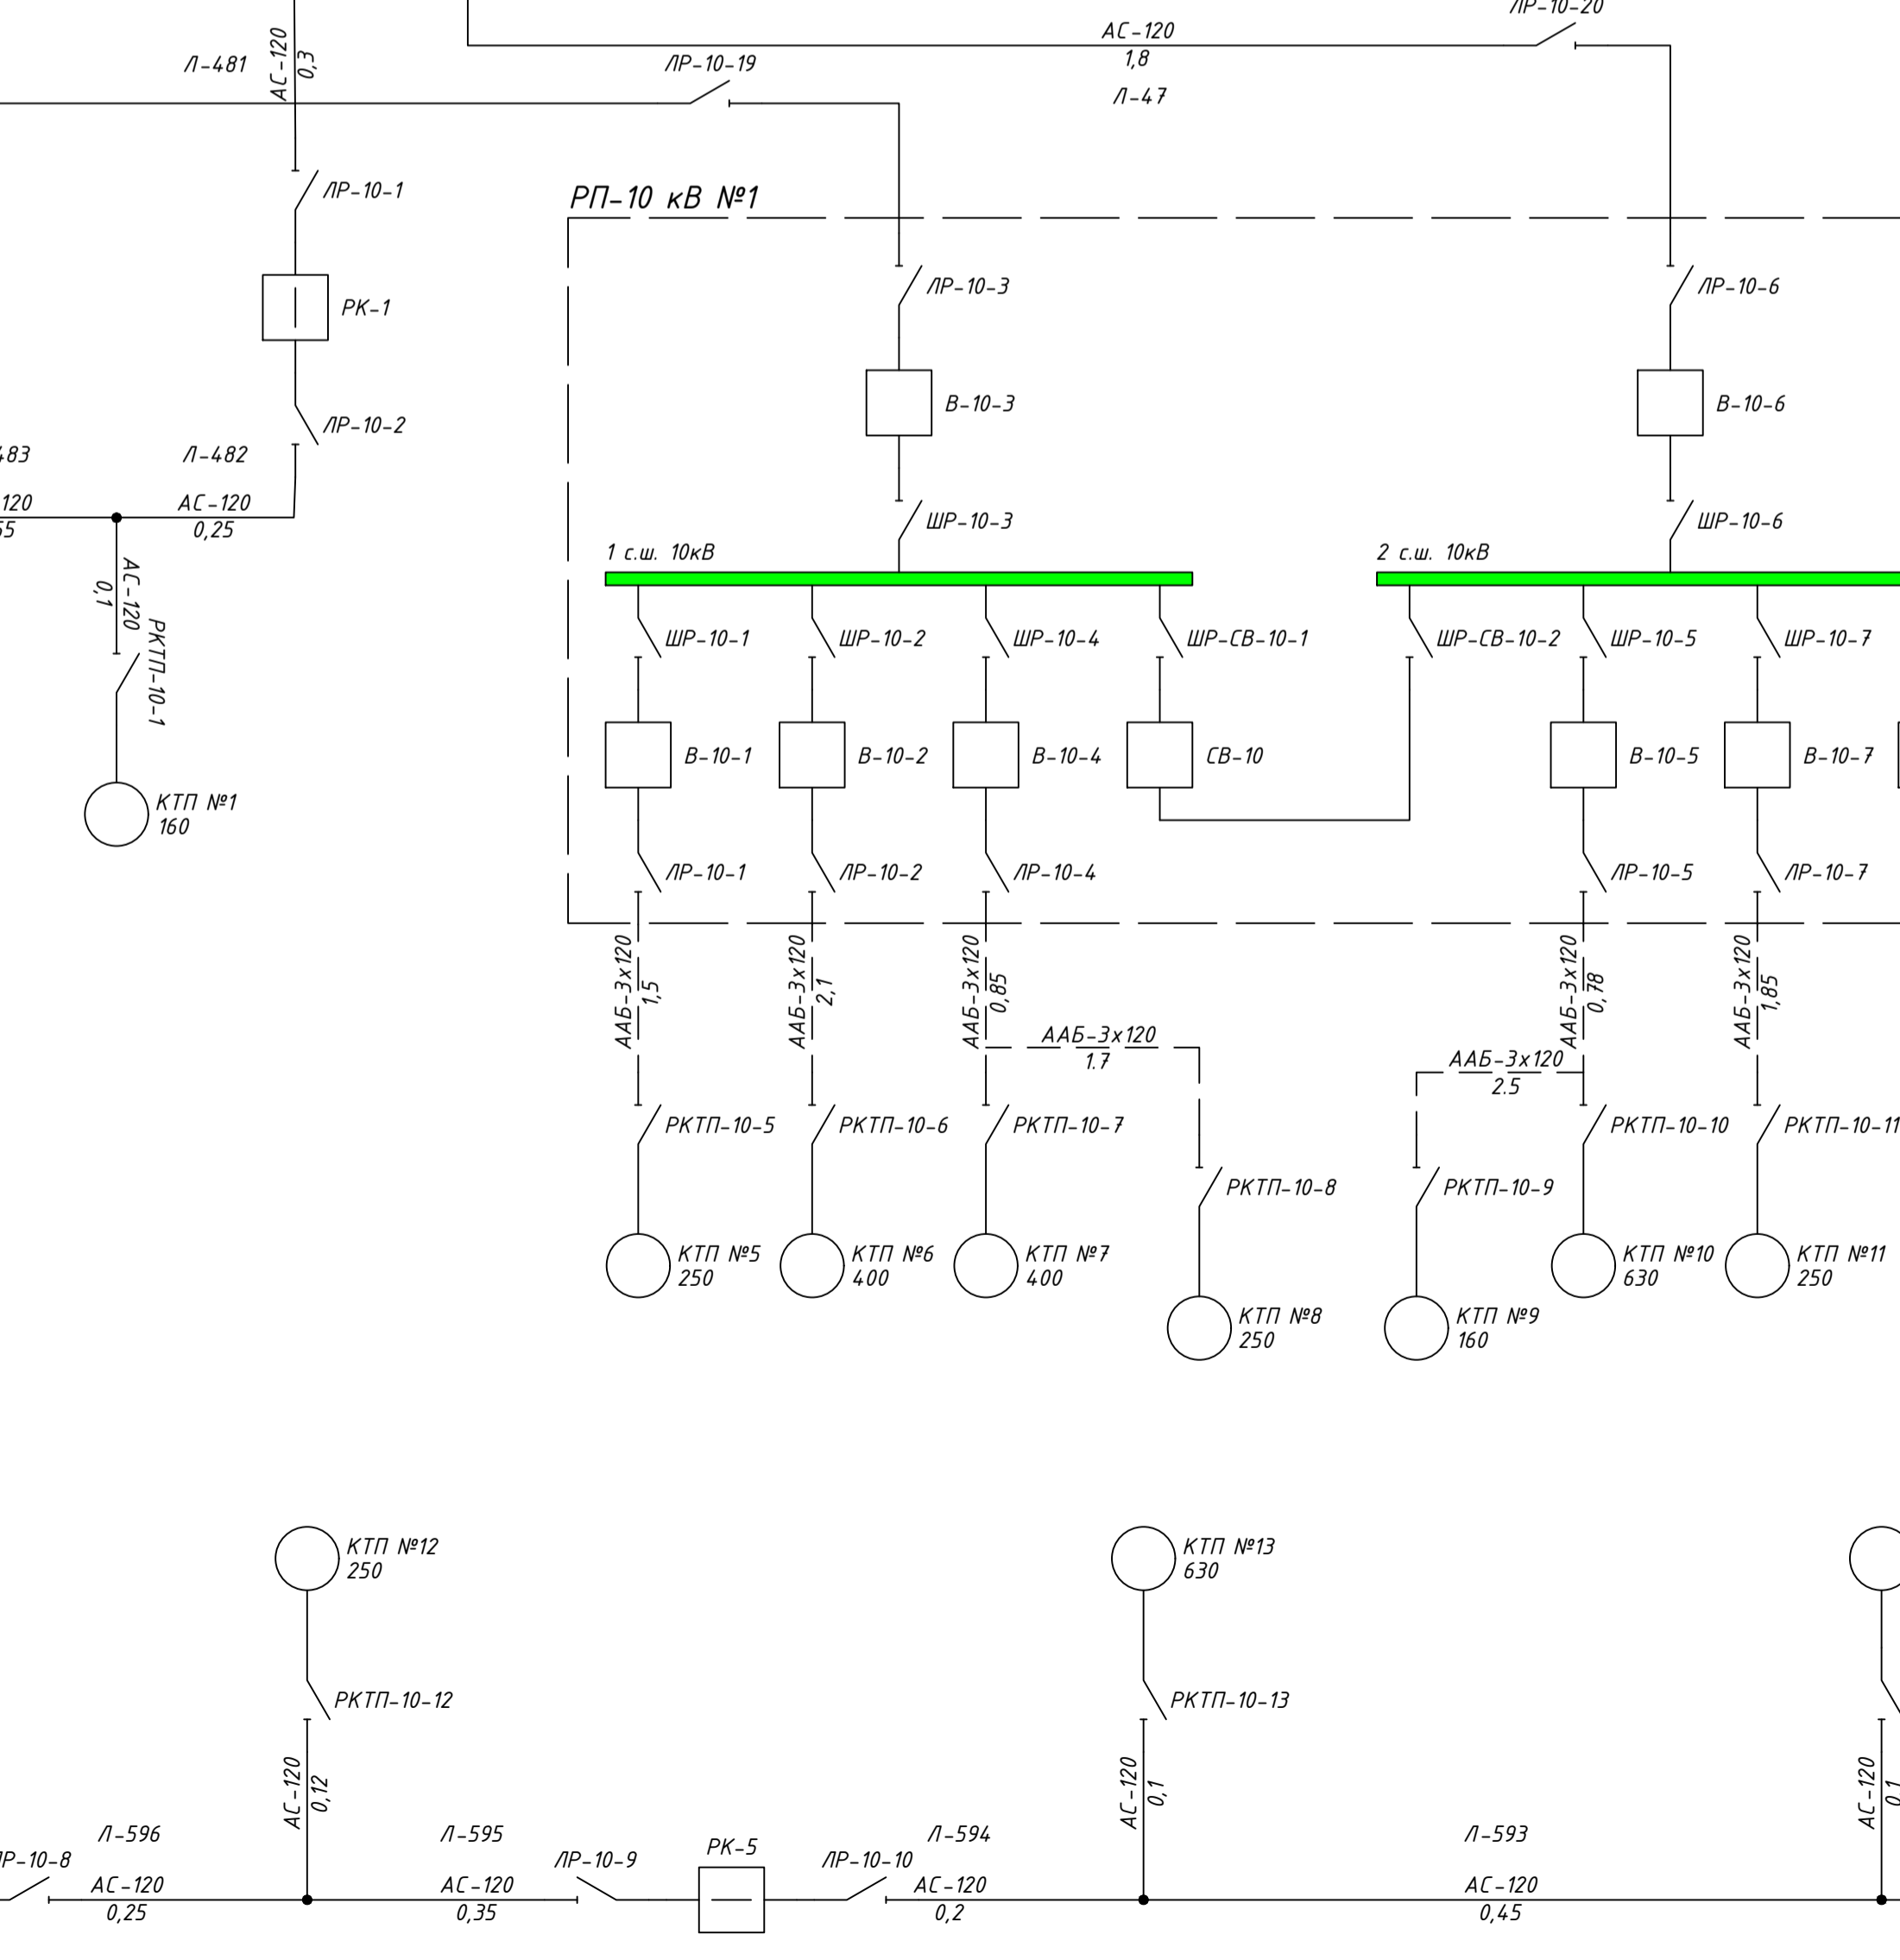 ЛР-10-20
АС-120
1,8
Л-47
Л-481
АС-120
0,3
ЛР-10-19
ЛР-10-1
РП-10 кВ №1
РК-1
ЛР-10-3
ЛР-10-6
В-10-3
В-10-6
ЛР-10-2
Л-482
АС-120
0,25
ШР-10-3
ШР-10-6
1 с.ш. 10кВ
2 с.ш. 10кВ
АС-120
0,1
РКТП-10-1
КТП №1
160
ШР-10-1
ШР-10-2
ШР-10-4
ШР-СВ-10-1
ШР-СВ-10-2
ШР-10-5
ШР-10-7
В-10-1
В-10-2
В-10-4
СВ-10
В-10-5
В-10-7
ЛР-10-1
ЛР-10-2
ЛР-10-4
ЛР-10-5
ЛР-10-7
ААБ-3х120
1,5
ААБ-3х120
2,1
ААБ-3х120
0,85
ААБ-3х120
1.7
ААБ-3х120
2.5
ААБ-3х120
0,78
ААБ-3х120
1,85
РКТП-10-5
РКТП-10-6
РКТП-10-7
РКТП-10-8
РКТП-10-9
РКТП-10-10
РКТП-10-11
КТП №5
250
КТП №6
400
КТП №7
400
КТП №8
250
КТП №9
160
КТП №10
630
КТП №11
250
КТП №12
250
КТП №13
630
РКТП-10-12
РКТП-10-13
АС-120
0,12
АС-120
0,1
АС-120
0,1
Л-596
Л-595
РК-5
Л-594
Л-593
ЛР-10-8
ЛР-10-9
ЛР-10-10
АС-120
0,25
АС-120
0,35
АС-120
0,2
АС-120
0,45